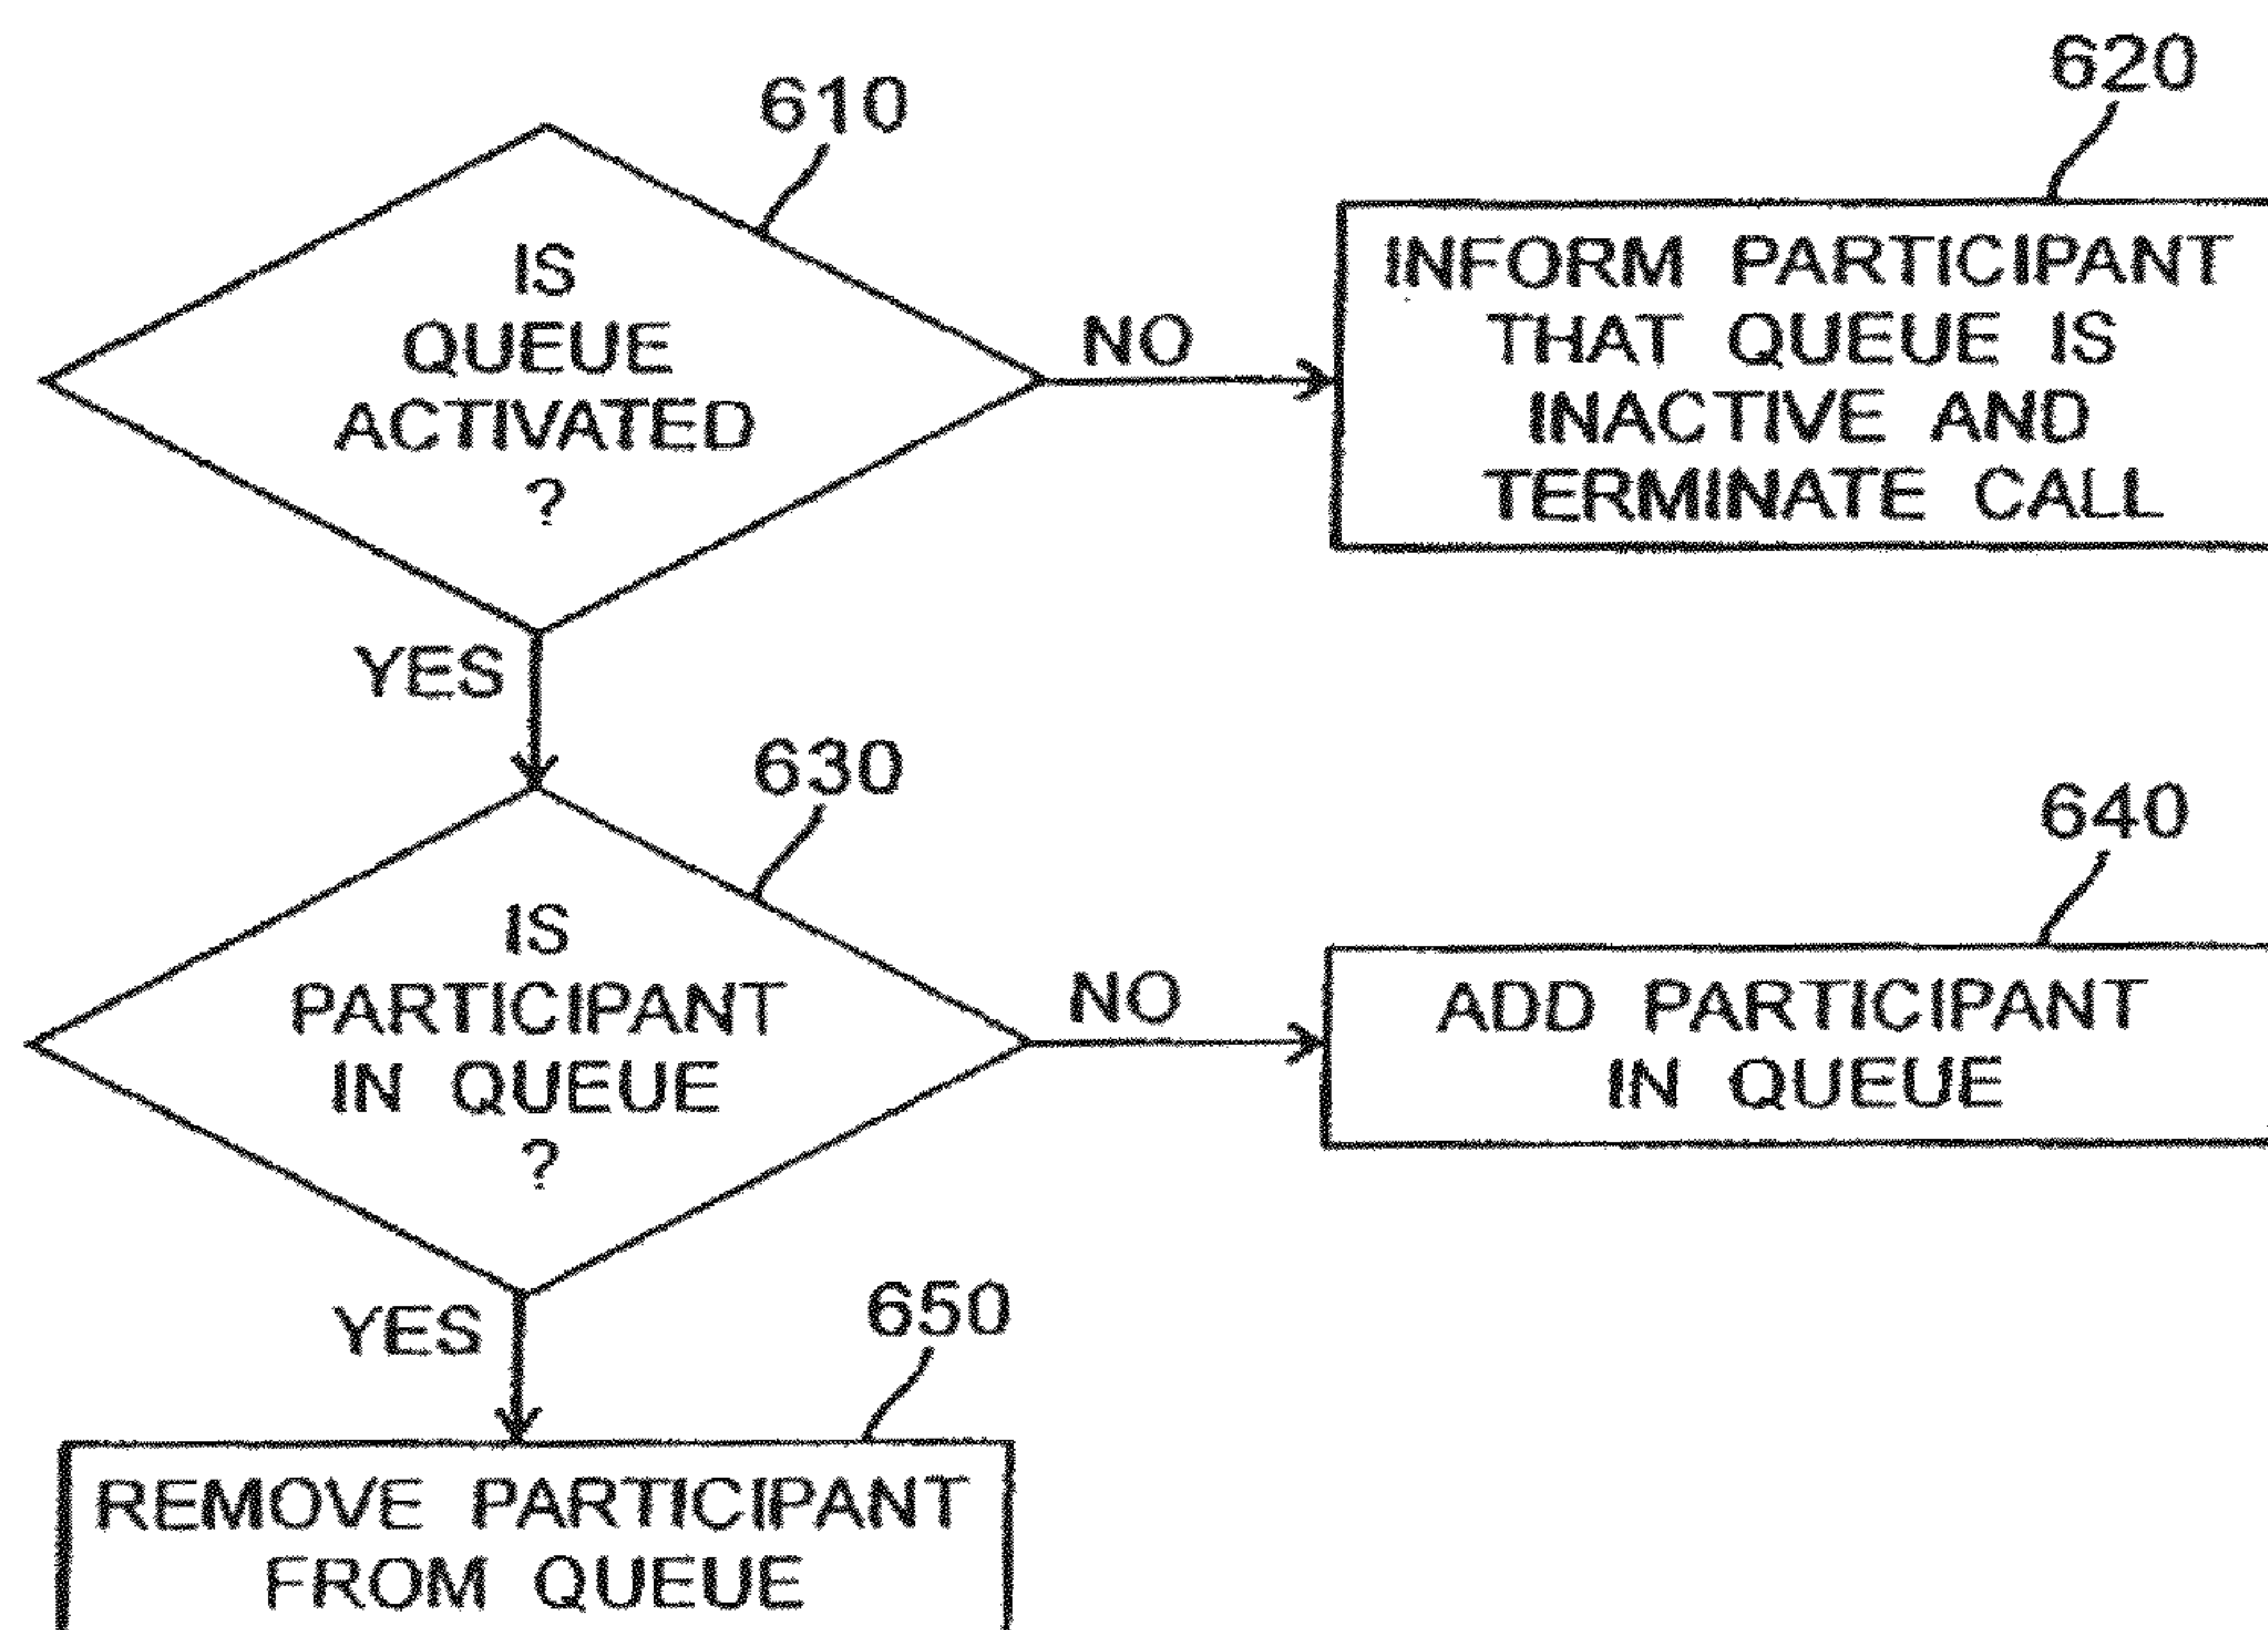 610
IS
QUEUE
ACTIVATED
?
NO
620
INFORM PARTICIPANT
THAT QUEUE IS
INACTIVE AND
TERMINATE CALL
YES
630
IS
PARTICIPANT
IN QUEUE
?
NO
640
ADD PARTICIPANT
IN QUEUE
YES
650
REMOVE PARTICIPANT
FROM QUEUE